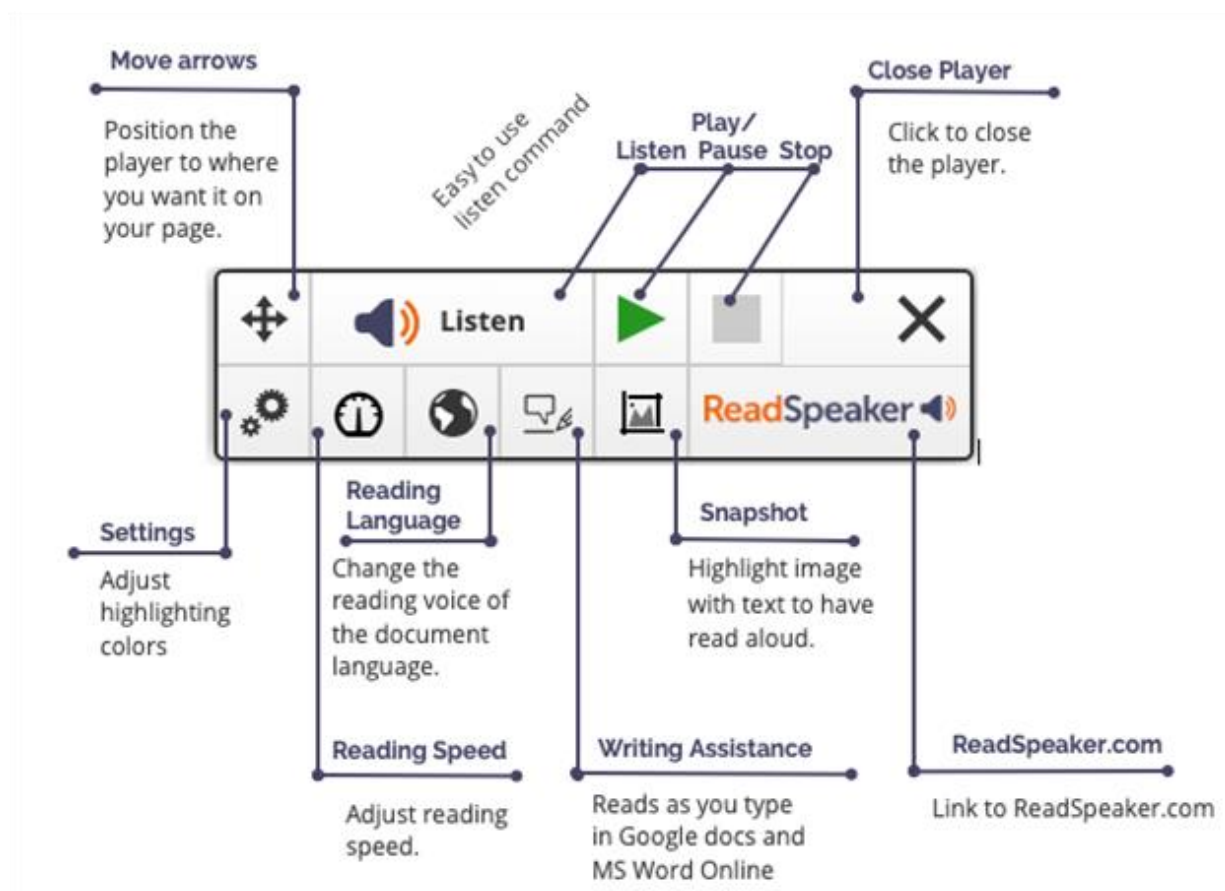 Move arrows
Position the
player to where
you want it on
your page.
Easy to use
listen command
Play/
Listen Pause Stop
Close Player
Click to close
the player.
Listen
ReadSpeaker
Settings
Adjust
highlighting
colors
Reading
Language
Change the
reading voice of
the document
language.
Snapshot
Highlight image
with text to have
read aloud.
Reading Speed
Adjust reading
speed.
Writing Assistance
Reads as you type
in Google docs and
MS Word Online
ReadSpeaker.com
Link to ReadSpeaker.com